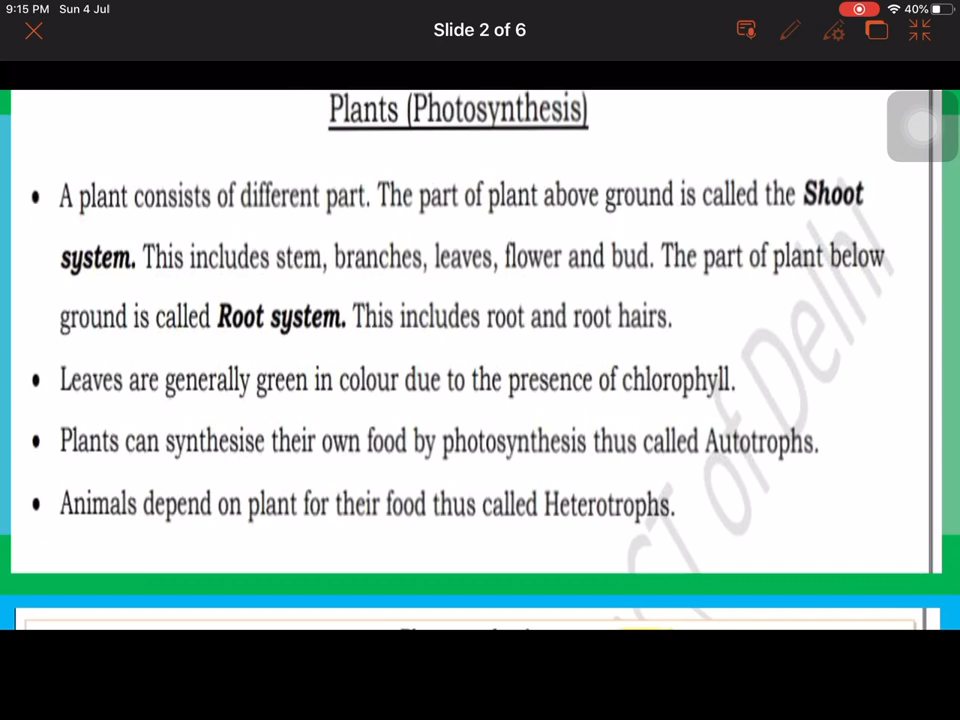 9:15 PM Sun 4 Jul
40%
Slide 2 of 6
Plants (Photosynthesis)
• A plant consists of different part. The part of plant above ground is called the Shoot
system. This includes stem, branches, leaves, flower and bud. The part of plant below
ground is called Root system. This includes root and root hairs.
• Leaves are generally green in colour due to the presence of chlorophyll.
• Plants can synthesise their own food by photosynthesis thus called Autotrophs.
• Animals depend on plant for their food thus called Heterotrophs.
of Delhi